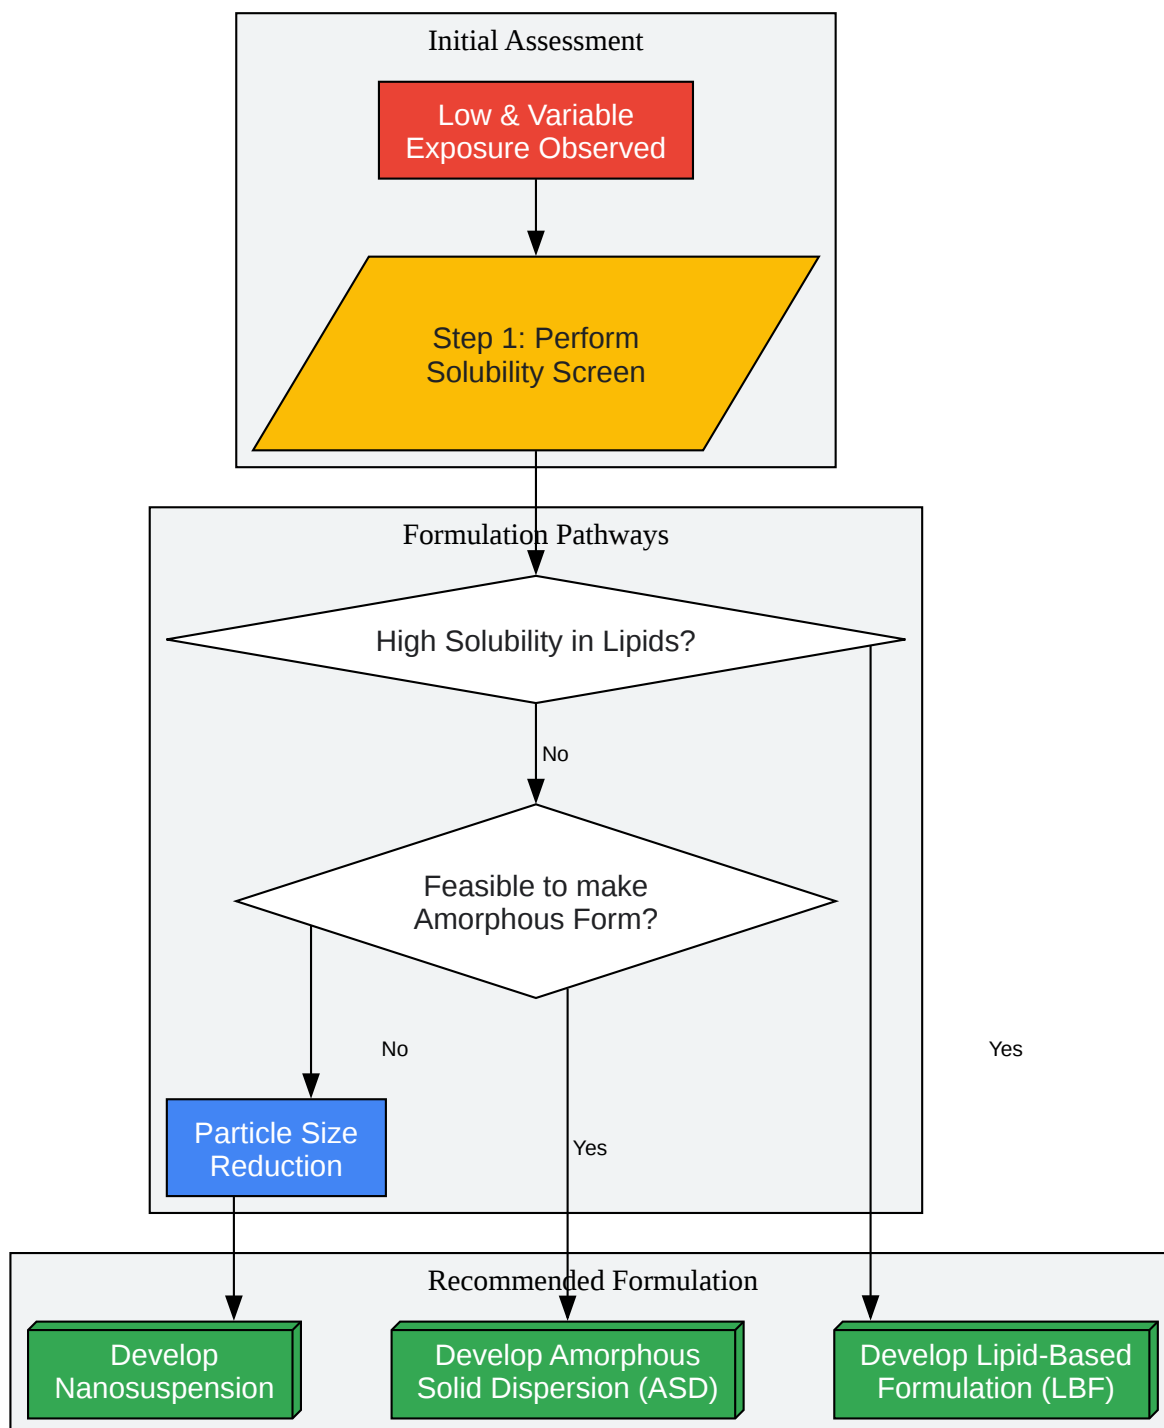 Initial Assessment
Low & Variable
Exposure Observed
Step 1: Perform
Solubility Screen
Formulation Pathways
High Solubility in Lipids?
No
Feasible to make
Amorphous Form?
No
Yes
Particle Size
Reduction
Yes
Recommended Formulation
Develop
Nanosuspension
Develop Amorphous
Solid Dispersion (ASD)
Develop Lipid-Based
Formulation (LBF)